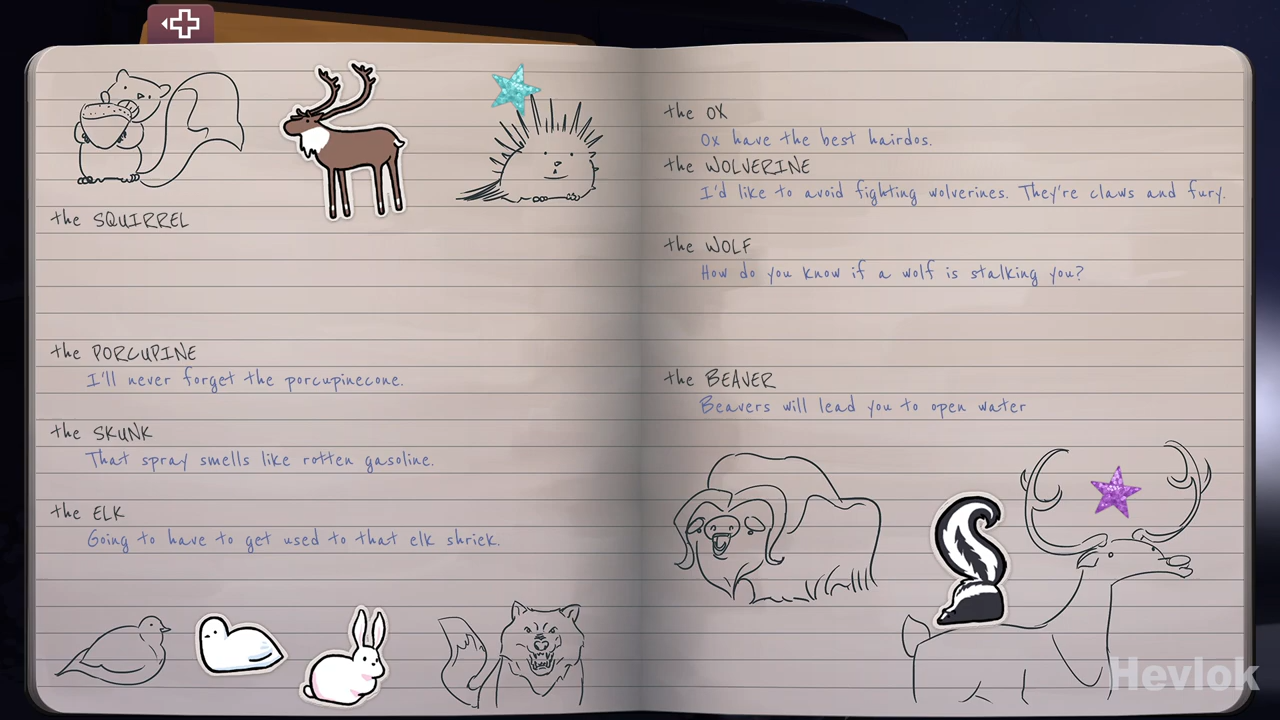 the SQUIRREL
the PORCUPINE
I'll never forget the porcupinecone.
the SKUNK
That spray smells like rotten gasoline.
the ELK
Going to have to get used to that elk shriek.
the OX
Ox have the best hairdos.
the WOLVERINE
I'd like to avoid fighting wolverines. They're claws and fury.
the WOLF
How do you know if a wolf is stalking you?
the BEAVER
Beavers will lead you to open water
Hevlok